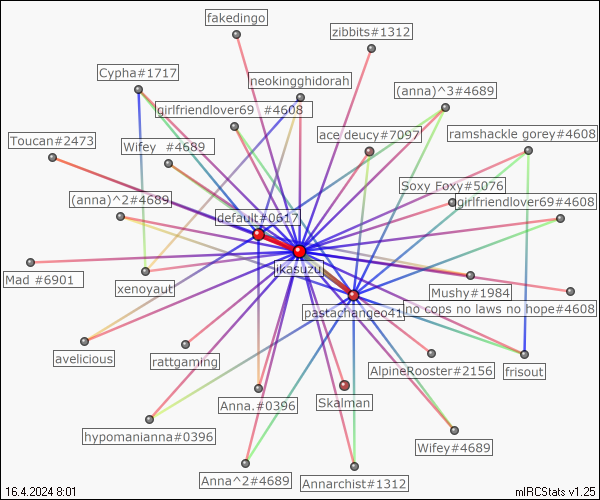 fakedingo
zibbits#1312
Cypha#1717
neokingghidorah
(anna)^3#4689
girlfriendlover69 #4608
ace deucy#7097
ramshackle gorey#4608
Toucan#2473
Wifey #4689
Soxy Foxy#5076
(anna)^2#4689
girlfriendlover69#4608
default#0617
ikasuzu
Mad #6901
xenoyaut
Mushy#1984
pastachangeo41
no cops no laws no hope#4608
avelicious
rattgaming
AlpineRooster#2156
frisout
Anna.#0396
Skalman
hypomanianna#0396
Wifey#4689
Anna^2#4689
Annarchist#1312
16.4.2024 8:01
mIRCStats v1.25